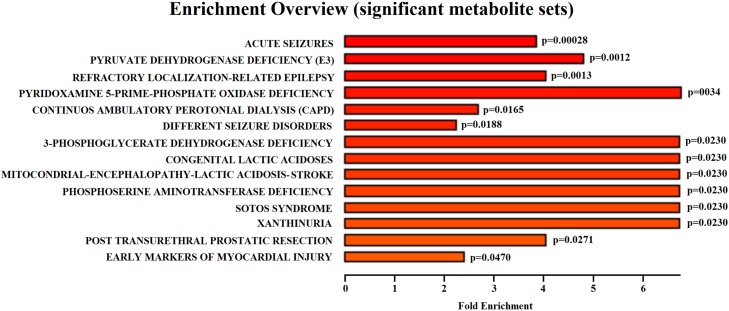 Enrichment Overview (significant metabolite sets)
ACUTE SEIZURES p=0.00028
PYRUVATE DEHYDROGENASE DEFICIENCY (E3) p=0.0012
REFRACTORY LOCALIZATION-RELATED EPILEPSY p=0.0013
PYRIDOXAMINE 5-PRIME-PHOSPHATE OXIDASE DEFICIENCY p=0034
CONTINUOS AMBULATORY PEROTONIAL DIALYSIS (CAPD) p=0.0165
DIFFERENT SEIZURE DISORDERS p=0.0188
3-PHOSPHOGLYCERATE DEHYDROGENASE DEFICIENCY p=0.0230
CONGENITAL LACTIC ACIDOSES p=0.0230
MITOCONDRIAL-ENCEPHALOPATHY-LACTIC ACIDOSIS-STROKE p=0.0230
PHOSPHOSERINE AMINOTRANSFERASE DEFICIENCY p=0.0230
SOTOS SYNDROME p=0.0230
XANTHINURIA p=0.0230
POST TRANSURETHRAL PROSTATIC RESECTION p=0.0271
EARLY MARKERS OF MYOCARDIAL INJURY p=0.0470
0 1 2 3 4 5 6
Fold Enrichment